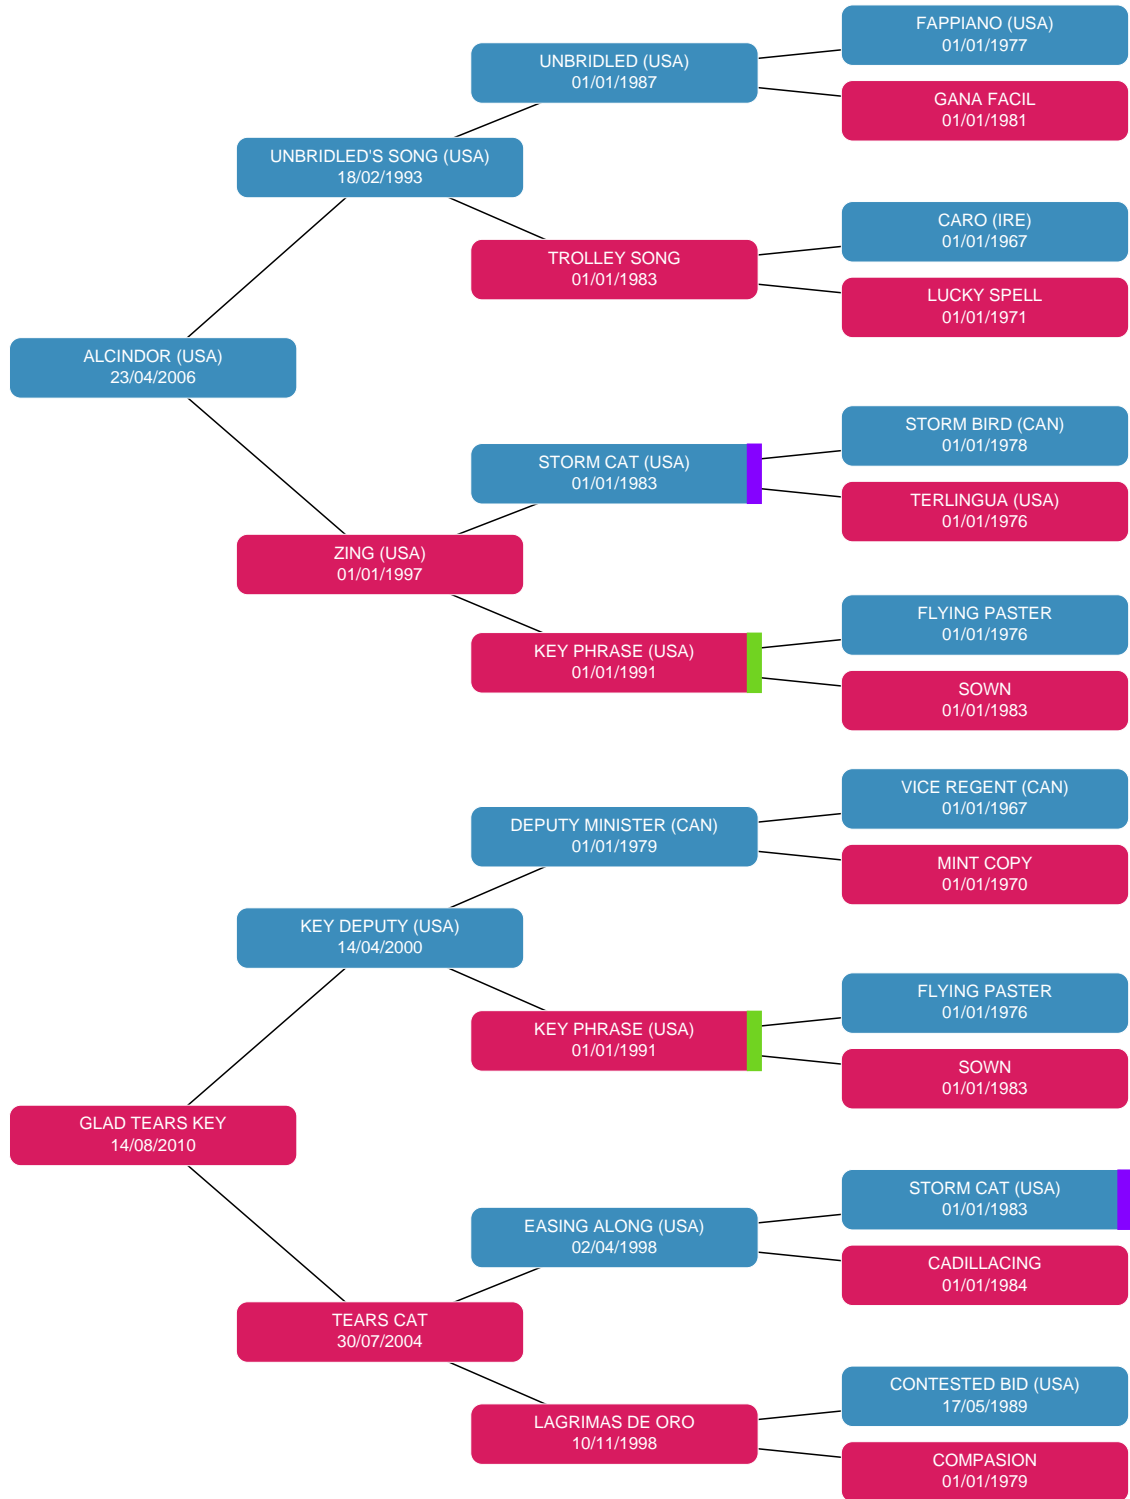 FAPPIANO (USA)
01/01/1977
UNBRIDLED (USA)
01/01/1987
GANA FACIL
01/01/1981
UNBRIDLED'S SONG (USA)
18/02/1993
CARO (IRE)
01/01/1967
TROLLEY SONG
01/01/1983
LUCKY SPELL
01/01/1971
ALCINDOR (USA)
23/04/2006
STORM BIRD (CAN)
01/01/1978
STORM CAT (USA)
01/01/1983
TERLINGUA (USA)
01/01/1976
ZING (USA)
01/01/1997
FLYING PASTER
01/01/1976
KEY PHRASE (USA)
01/01/1991
SOWN
01/01/1983
VICE REGENT (CAN)
01/01/1967
DEPUTY MINISTER (CAN)
01/01/1979
MINT COPY
01/01/1970
KEY DEPUTY (USA)
14/04/2000
FLYING PASTER
01/01/1976
KEY PHRASE (USA)
01/01/1991
SOWN
01/01/1983
GLAD TEARS KEY
14/08/2010
STORM CAT (USA)
01/01/1983
EASING ALONG (USA)
02/04/1998
CADILLACING
01/01/1984
TEARS CAT
30/07/2004
CONTESTED BID (USA)
17/05/1989
LAGRIMAS DE ORO
10/11/1998
COMPASION
01/01/1979